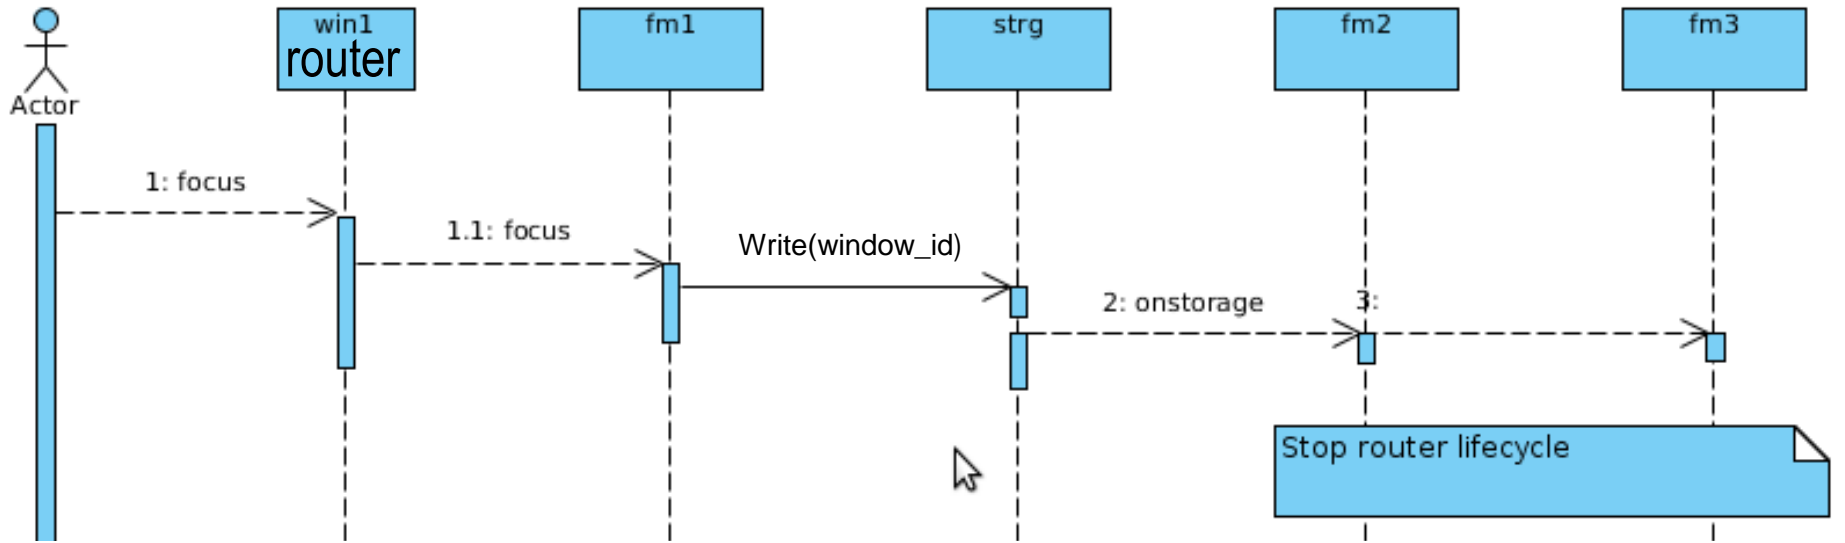 win1
router
fm1
strg
fm2
fm3
Actor
1: focus
1.1: focus
Write(window_id)
2: onstorage
3:
Stop router lifecycle